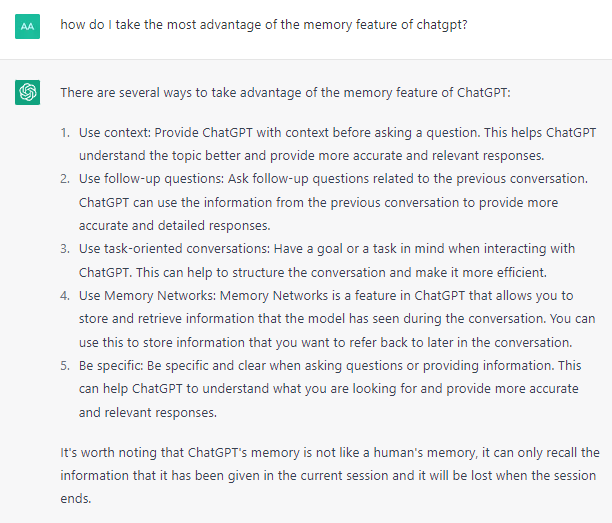 AA
how do I take the most advantage of the memory feature of chatgpt?
There are several ways to take advantage of the memory feature of ChatGPT:
1. Use context: Provide ChatGPT with context before asking a question. This helps ChatGPT
understand the topic better and provide more accurate and relevant responses.
2. Use follow-up questions: Ask follow-up questions related to the previous conversation.
ChatGPT can use the information from the previous conversation to provide more
accurate and detailed responses.
3. Use task-oriented conversations: Have a goal or a task in mind when interacting with
ChatGPT. This can help to structure the conversation and make it more efficient.
4. Use Memory Networks: Memory Networks is a feature in ChatGPT that allows you to
store and retrieve information that the model has seen during the conversation. You can
use this to store information that you want to refer back to later in the conversation.
5. Be specific: Be specific and clear when asking questions or providing information. This
can help ChatGPT to understand what you are looking for and provide more accurate
and relevant responses.
It's worth noting that ChatGPT's memory is not like a human's memory, it can only recall the
information that it has been given in the current session and it will be lost when the session
ends.